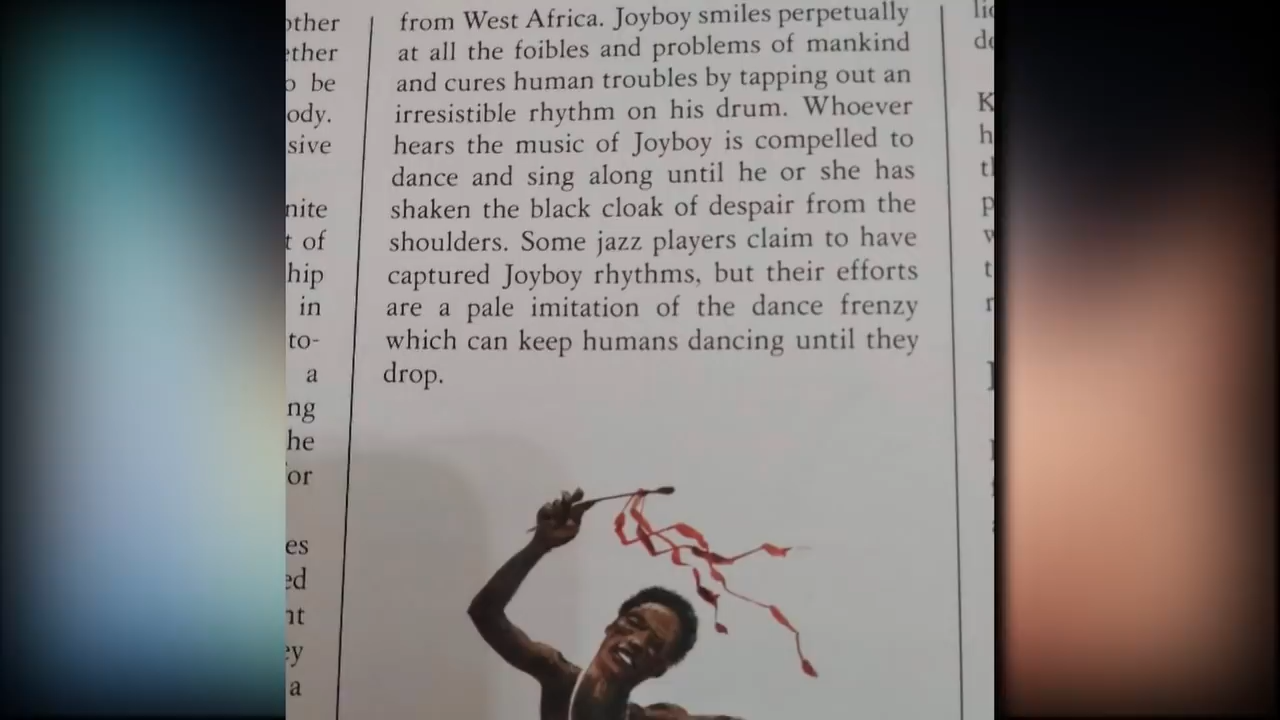 from West Africa. Joyboy smiles perpetually
at all the foibles and problems of mankind
and cures human troubles by tapping out an
irresistible rhythm on his drum. Whoever
hears the music of Joyboy is compelled to
dance and sing along until he or she has
shaken the black cloak of despair from the
shoulders. Some jazz players claim to have
captured Joyboy rhythms, but their efforts
are a pale imitation of the dance frenzy
which can keep humans dancing until they
drop.
be
of
in
to-
a
a